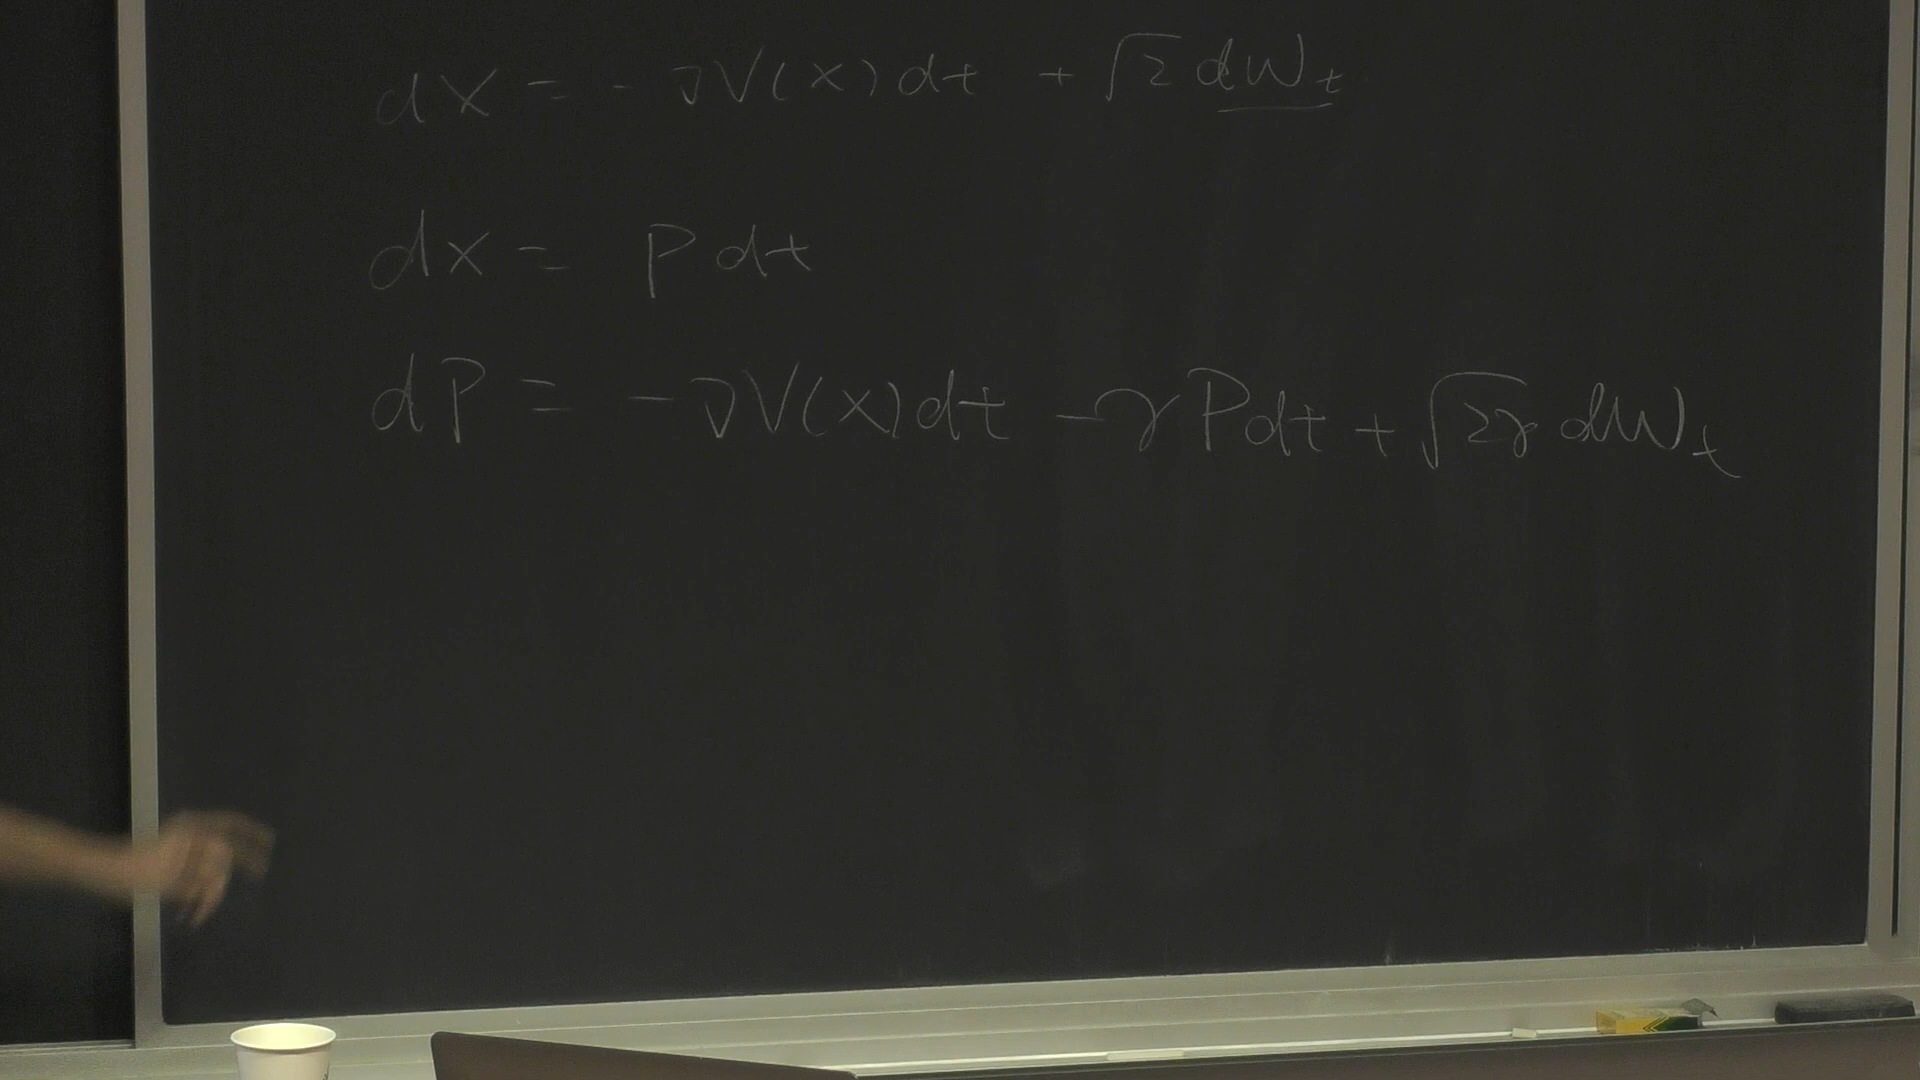 dX = - ∇V(X)dt + √2 dW_t
dX = P dt
dP = - ∇V(X)dt - γPdt + √2γ dW_t